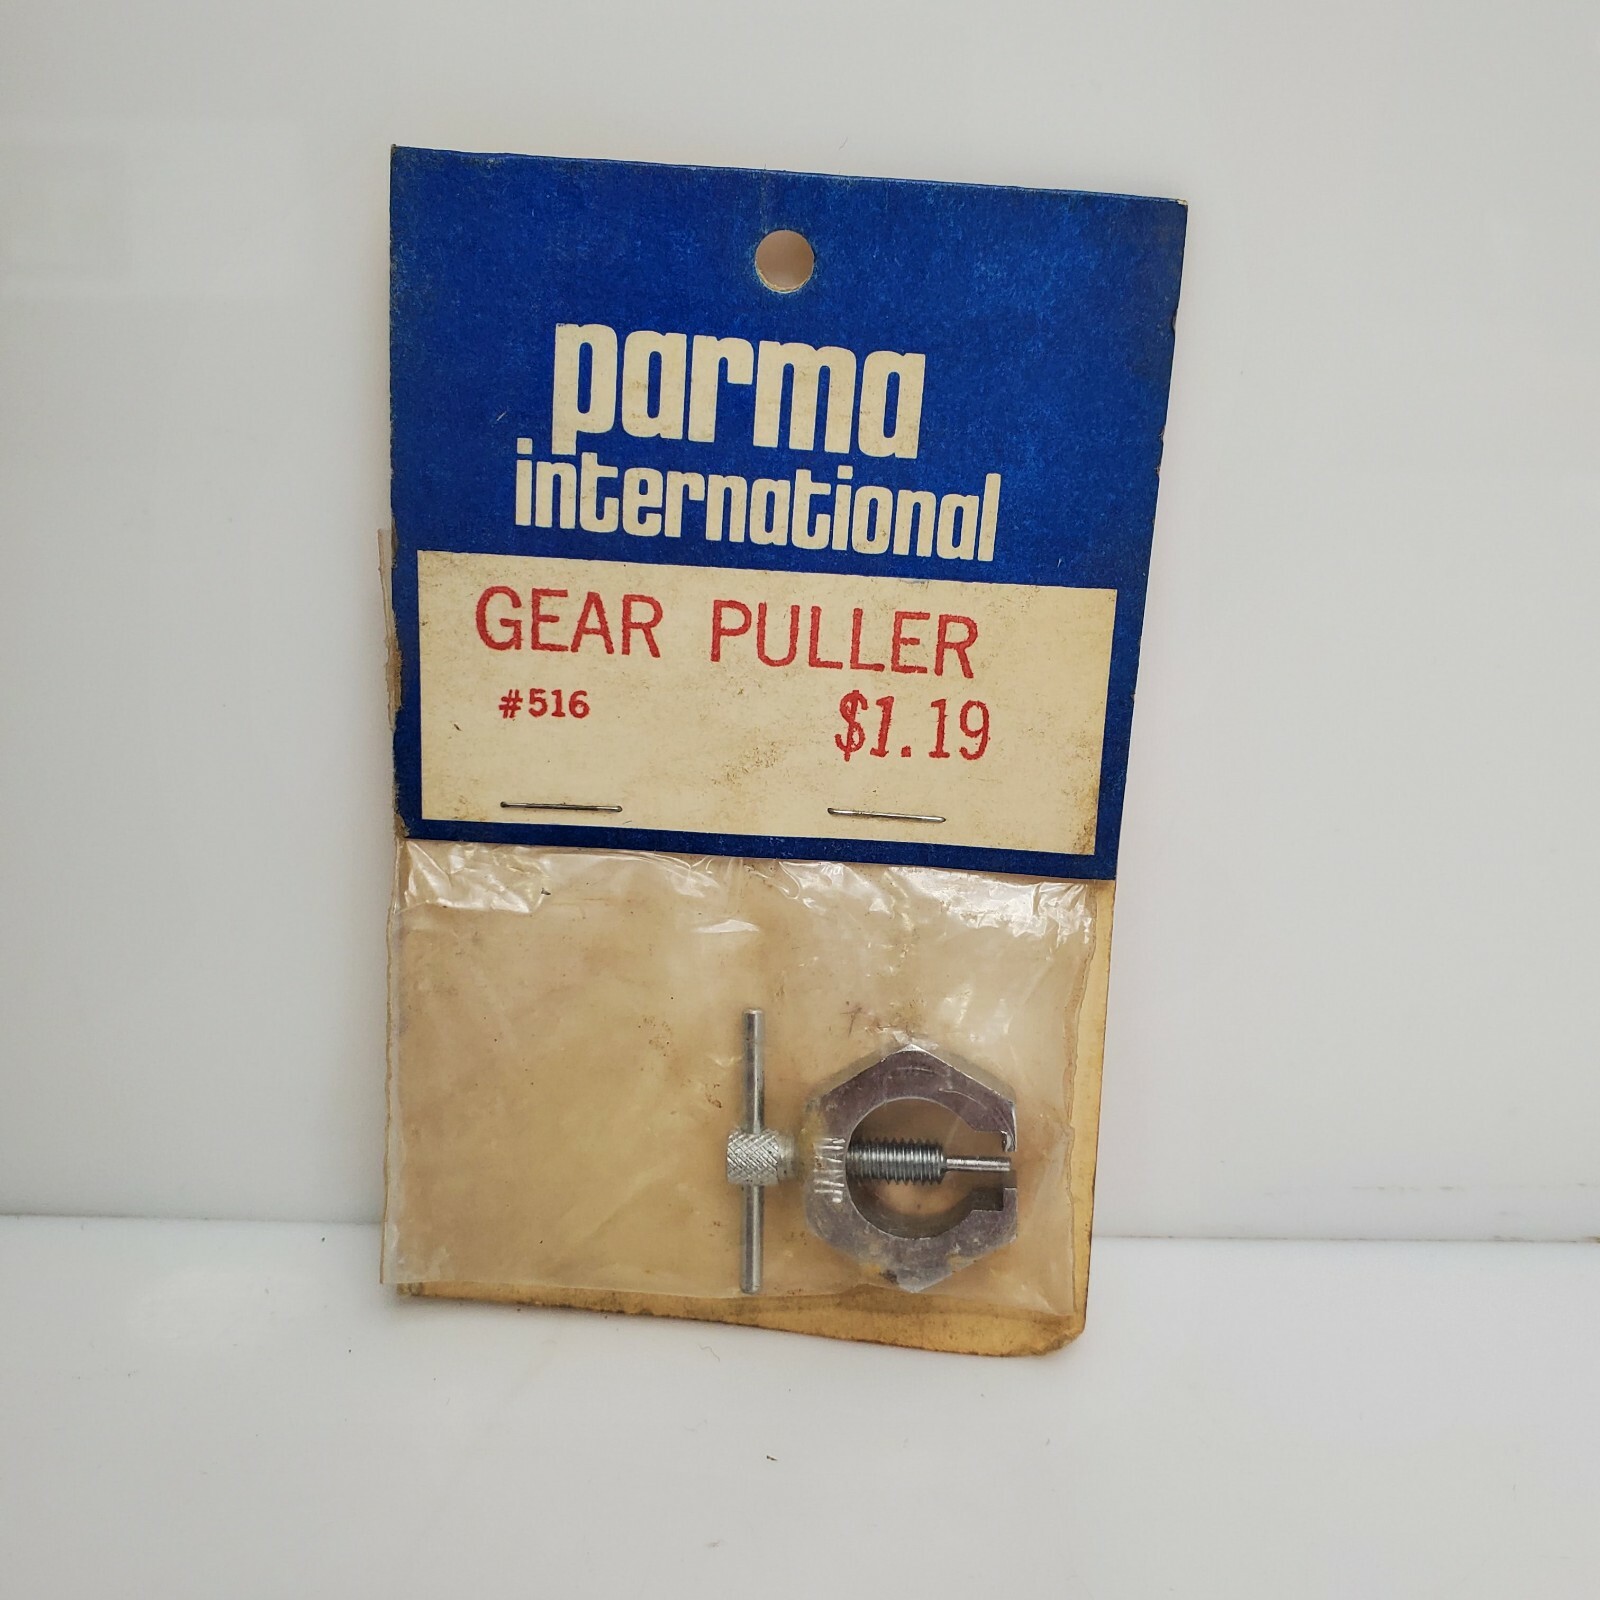 parma
international
GEAR PULLER
#516 $1.19